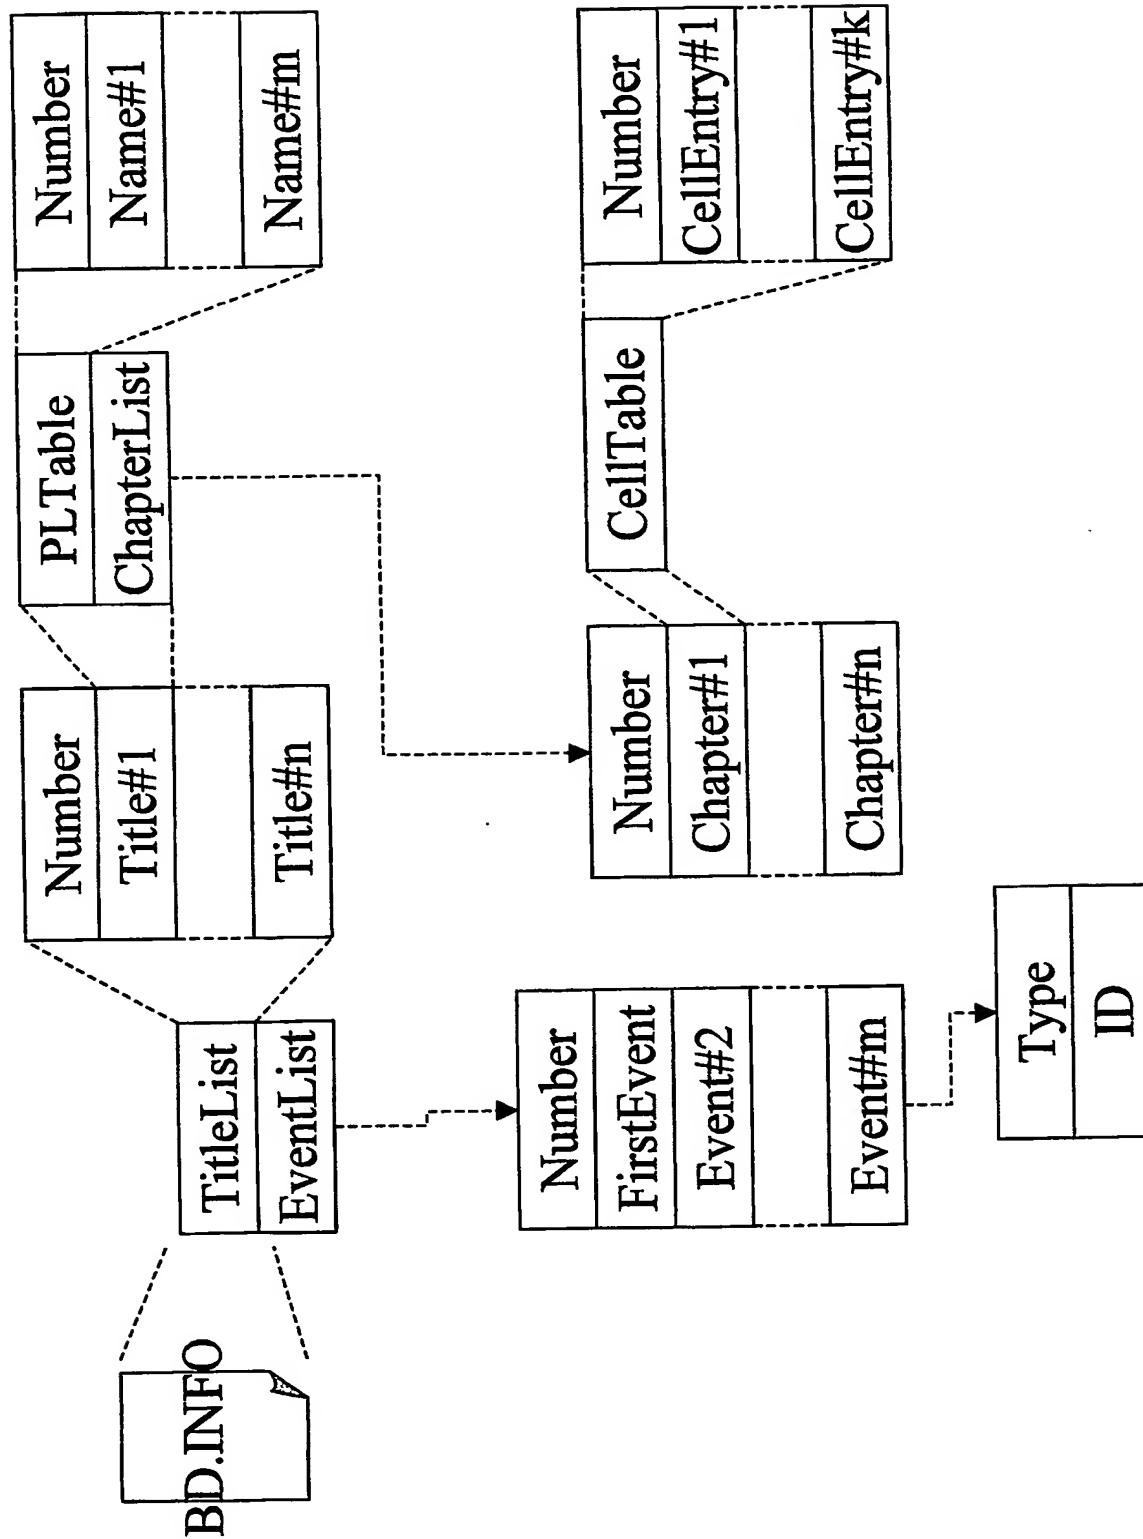 BD.INFO
TitleList
EventList
Number
Title#1
Title#n
PLTable
ChapterList
Number
Name#1
Name#m
Number
FirstEvent
Event#2
Event#m
Type
ID
Number
Chapter#1
Chapter#n
CellTable
Number
CellEntry#1
CellEntry#k